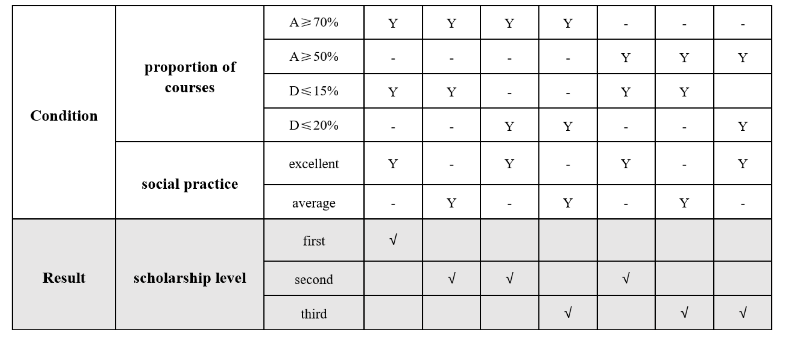 Condition
proportion of
courses
A≥70% Y Y Y Y - - -
A≥50% - - - - Y Y Y
D≤15% Y Y - - Y Y
D≤20% - - Y Y - - Y
social practice
excellent Y - Y - Y - Y
average - Y - Y - Y -
Result
scholarship level
first √
second √ √ √
third √ √ √